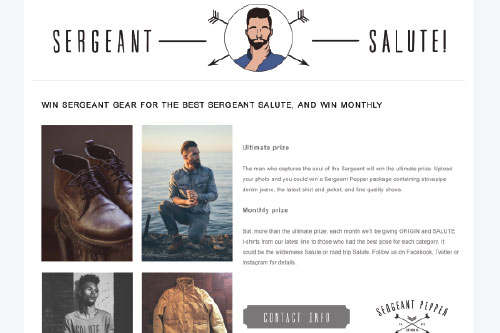 SERGEANT SALUTE!
WIN SERGEANT GEAR FOR THE BEST SERGEANT SALUTE, AND WIN MONTHLY
Ultimate prize
The man who captures the soul of the Sergeant will win the ultimate prize. Upload
your photo and you could win a Sergeant Pepper package containing stovepipe
denim jeans, the latest shirt and jacket, and fine quality shoes.
Monthly prize
But, more than the ultimate prize, each month we'll be giving ORIGIN and SALUTE
t-shirts from our latest line to those who had the best pose for each category. It
could be the wilderness Salute or road trip Salute. Follow us on Facebook, Twitter or
Instagram for details.
SALUTE
CONTACT INFO
SERGEANT PEPPER